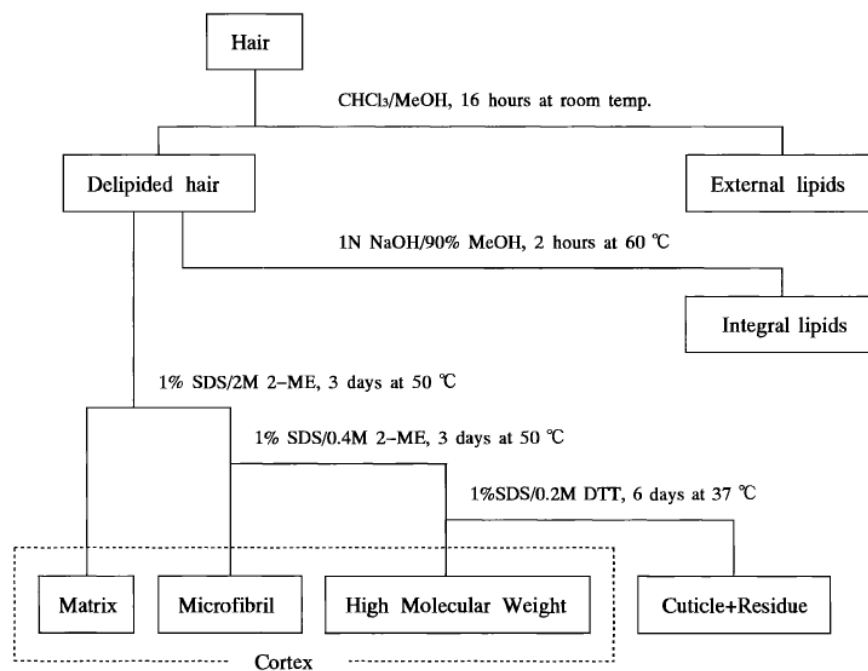 Hair
CHCl₃/MeOH, 16 hours at room temp.
Delipided hair
External lipids
1N NaOH/90% MeOH, 2 hours at 60 ℃
Integral lipids
1% SDS/2M 2-ME, 3 days at 50 ℃
1% SDS/0.4M 2-ME, 3 days at 50 ℃
1%SDS/0.2M DTT, 6 days at 37 ℃
Matrix
Microfibril
High Molecular Weight
Cuticle+Residue
Cortex